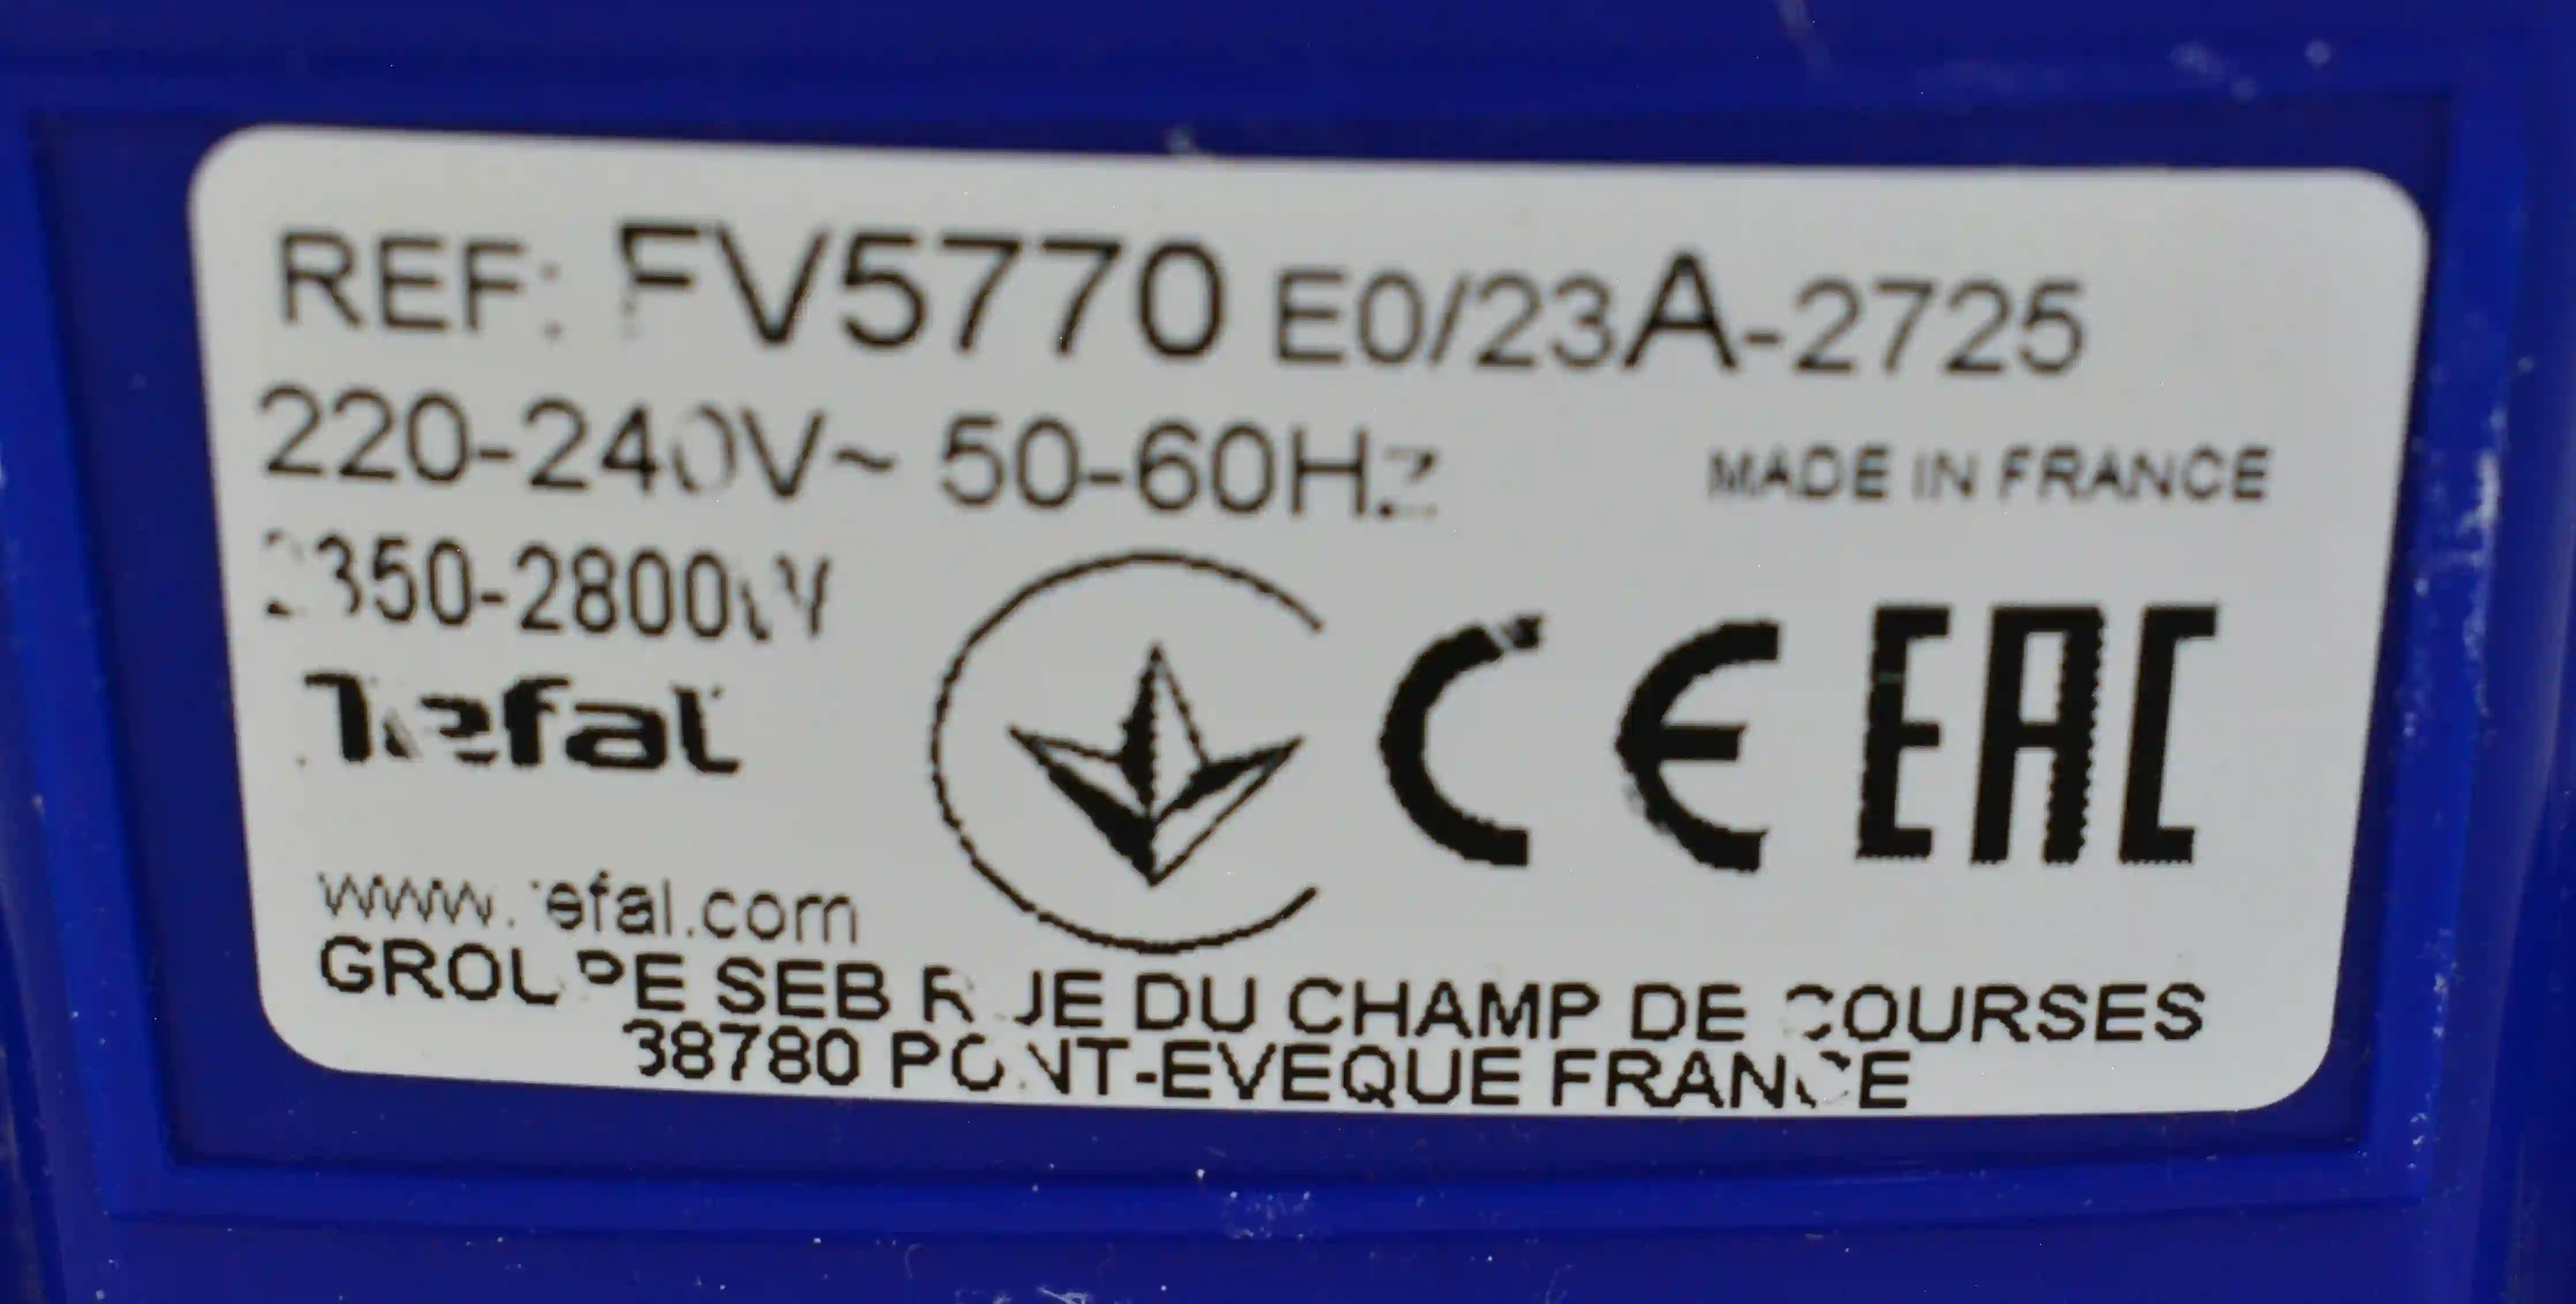 REF: FV5770 E0/23A-2725
220-240V~ 50-60Hz
MADE IN FRANCE
2350-2800W
Tefal
CE EAC
www.tefal.com
GROUPE SEB RUE DU CHAMP DE COURSES
38780 PONT-EVEQUE FRANCE